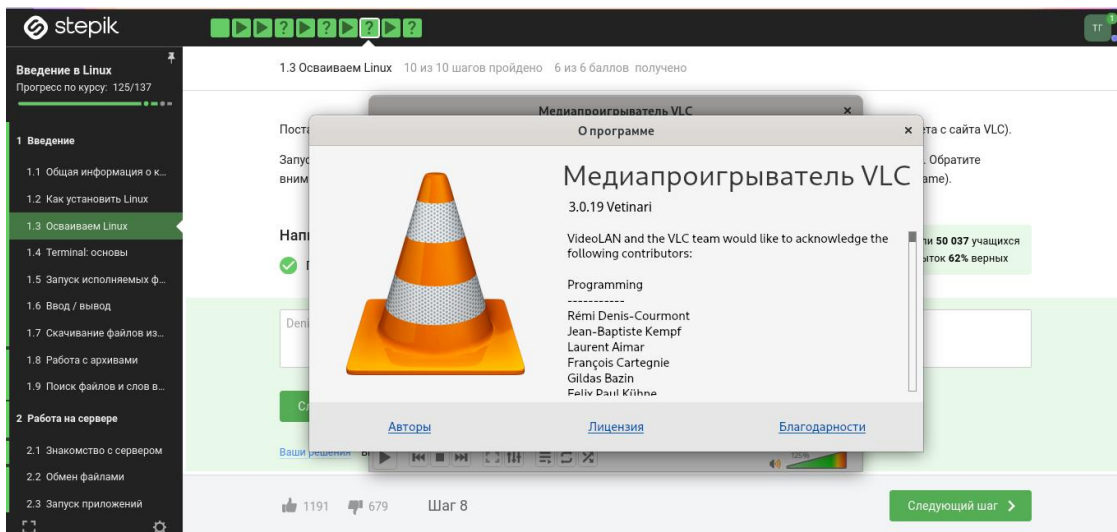 stepik
ТГ
1
Введение в Linux
Прогресс по курсу: 125/137
1 Введение
1.1 Общая информация о к...
1.2 Как установить Linux
1.3 Осваиваем Linux
1.4 Terminal: основы
1.5 Запуск исполняемых ф...
1.6 Ввод / вывод
1.7 Скачивание файлов из...
1.8 Работа с архивами
1.9 Поиск файлов и слов в...
2 Работа на сервере
2.1 Знакомство с сервером
2.2 Обмен файлами
2.3 Запуск приложений
1.3 Осваиваем Linux 10 из 10 шагов пройдено 6 из 6 баллов получено
Медиапроигрыватель VLC
с сайта VLC).
Обратите
О программе
Медиапроигрыватель VLC
3.0.19 Vetinari
VideoLAN and the VLC team would like to acknowledge the
following contributors:
Programming
-----------
Rémi Denis-Courmont
Jean-Baptiste Kempf
Laurent Aimar
François Cartegnie
Gildas Bazin
Felix Paul Kühne
Авторы Лицензия Благодарности
50 037 учащихся
62% верных
Ваши решения
125%
1191 679 Шаг 8
Следующий шаг